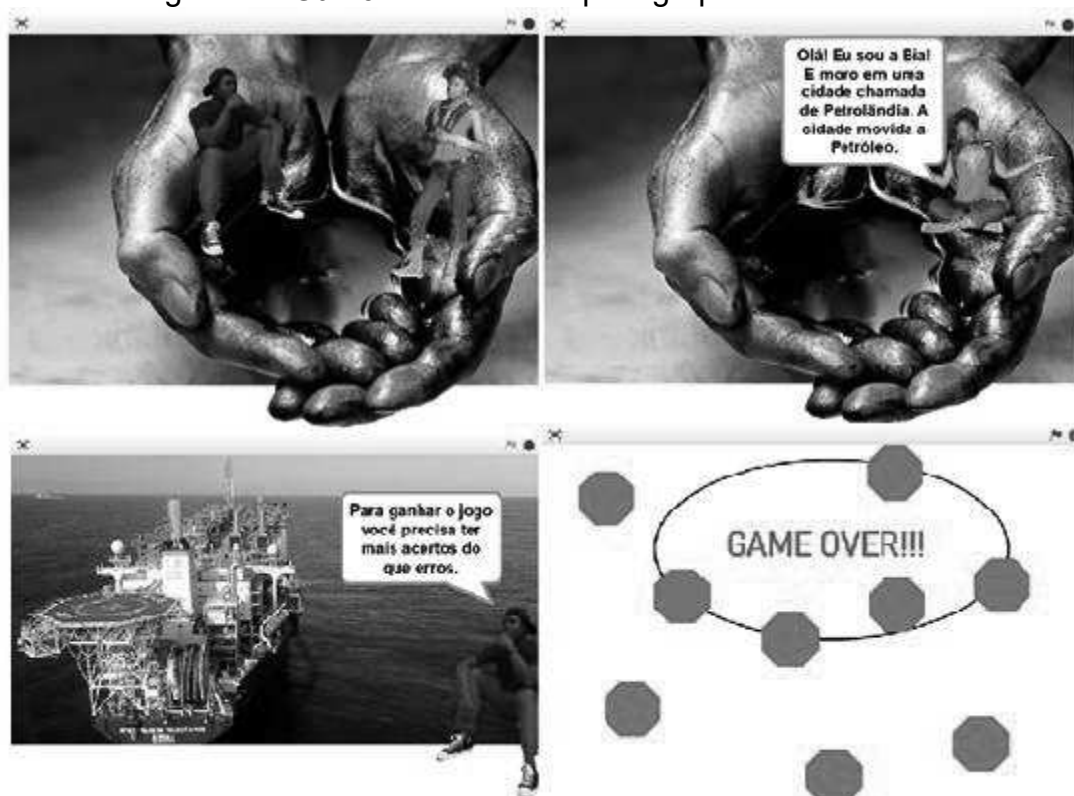 Olá! Eu sou a Bia!
E moro em uma
cidade chamada
de Petrolândia. A
cidade movida a
Petróleo.
Para ganhar o jogo
você precisa ter
mais acertos do
que erros.
GAME OVER!!!